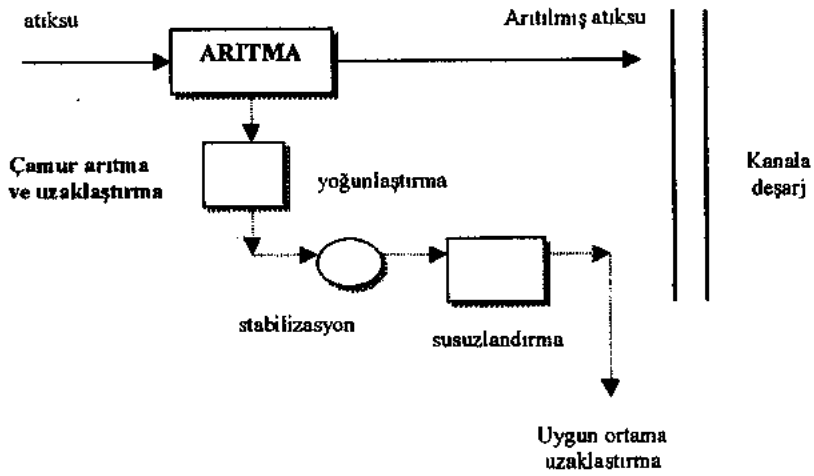 atıksu
Arıtılmış atıksu
ARITMA
Çamur arıtma
ve uzaklaştırma
yoğunlaştırma
Kanala
deşarj
stabilizasyon
susuzlandırma
Uygun ortama
uzaklaştırma